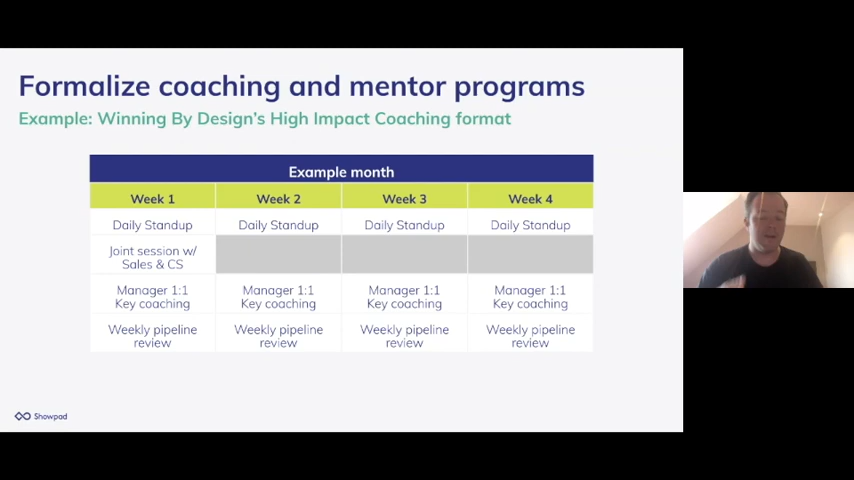 Formalize coaching and mentor programs
Example: Winning By Design's High Impact Coaching format
Example month
Week 1 Week 2 Week 3 Week 4
Daily Standup Daily Standup Daily Standup Daily Standup
Joint session w/
Sales & CS
Manager 1:1 Manager 1:1 Manager 1:1 Manager 1:1
Key coaching Key coaching Key coaching Key coaching
Weekly pipeline Weekly pipeline Weekly pipeline Weekly pipeline
review review review review
Showpad